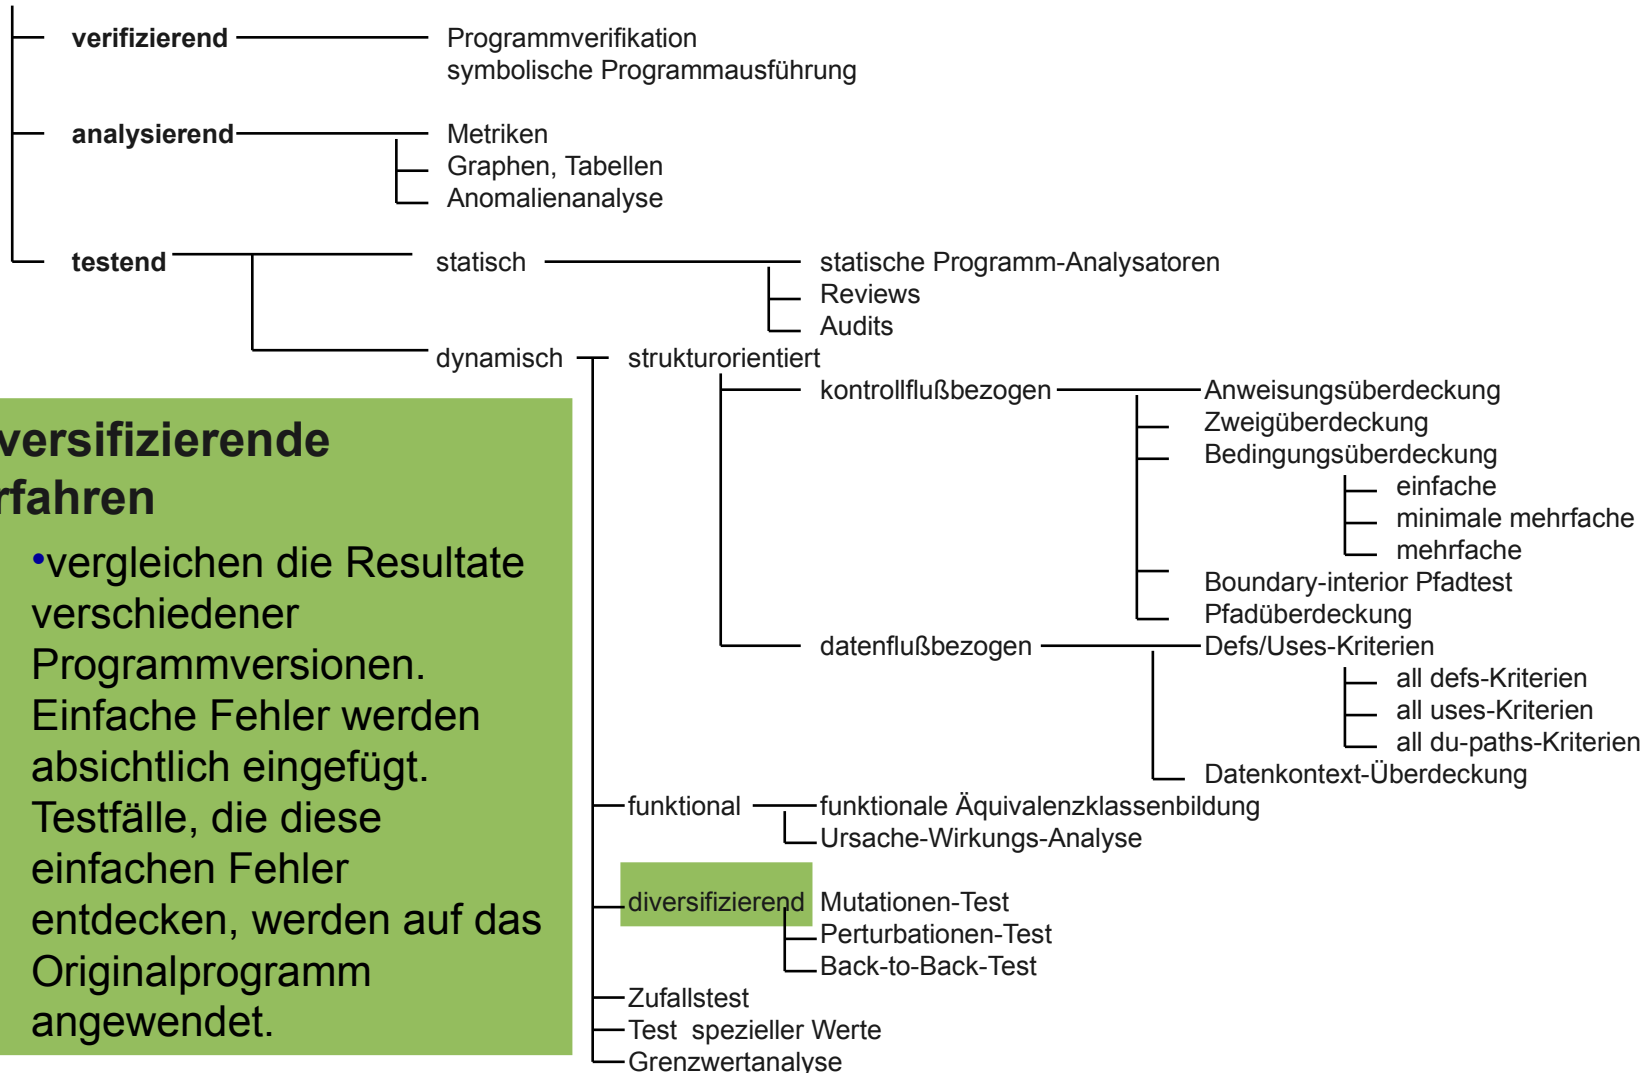 verifizierend Programmverifikation
symbolische Programmausführung
analysierend Metriken
Graphen, Tabellen
Anomalienanalyse
testend statisch statische Programm-Analysatoren
Reviews
Audits
dynamisch strukturorientiert
kontrollflußbezogen Anweisungsüberdeckung
Zweigüberdeckung
Bedingungsüberdeckung
einfache
minimale mehrfache
mehrfache
Boundary-interior Pfadtest
Pfadüberdeckung
datenflußbezogen Defs/Uses-Kriterien
all defs-Kriterien
all uses-Kriterien
all du-paths-Kriterien
Datenkontext-Überdeckung
funktional funktionale Äquivalenzklassenbildung
Ursache-Wirkungs-Analyse
diversifizierend Mutationen-Test
Perturbationen-Test
Back-to-Back-Test
Zufallstest
Test spezieller Werte
Grenzwertanalyse
versifizierende
rfahren
•vergleichen die Resultate
verschiedener
Programmversionen.
Einfache Fehler werden
absichtlich eingefügt.
Testfälle, die diese
einfachen Fehler
entdecken, werden auf das
Originalprogramm
angewendet.